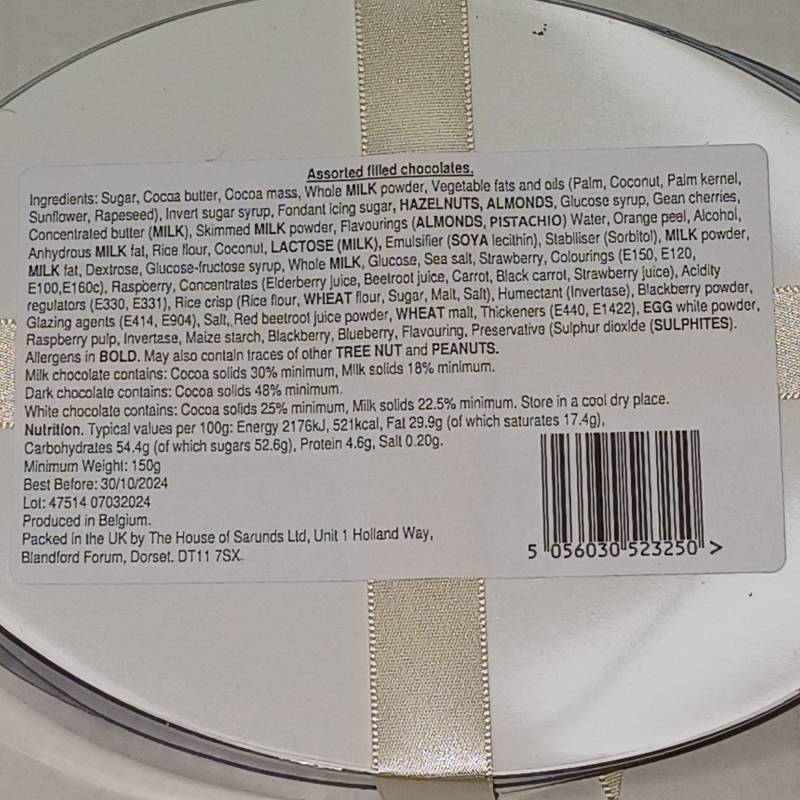 Assorted filled chocolates.
Ingredients: Sugar, Cocoa butter, Cocoa mass, Whole MILK powder, Vegetable fats and oils (Palm, Coconut, Palm kernel,
Sunflower, Rapeseed), Invert sugar syrup, Fondant icing sugar, HAZELNUTS, ALMONDS, Glucose syrup, Gean cherries,
Concentrated butter (MILK), Skimmed MILK powder, Flavourings (ALMONDS, PISTACHIO) Water, Orange peel, Alcohol,
Anhydrous MILK fat, Rice flour, Coconut, LACTOSE (MILK), Emulsifier (SOYA lecithin), Stabiliser (Sorbitol), MILK powder,
MILK fat, Dextrose, Glucose-fructose syrup, Whole MILK, Glucose, Sea salt, Strawberry, Colourings (E150, E120,
E100,E160c), Raspberry, Concentrates (Elderberry juice, Beetroot juice, Carrot, Black carrot, Strawberry juice), Acidity
regulators (E330, E331), Rice crisp (Rice flour, WHEAT flour, Sugar, Malt, Salt), Humectant (Invertase), Blackberry powder,
Glazing agents (E414, E904), Salt, Red beetroot juice powder, WHEAT malt, Thickeners (E440, E1422), EGG white powder,
Raspberry pulp, Invertase, Maize starch, Blackberry, Blueberry, Flavouring, Preservative (Sulphur dioxide (SULPHITES).
Allergens in BOLD. May also contain traces of other TREE NUT and PEANUTS.
Milk chocolate contains: Cocoa solids 30% minimum, Milk solids 18% minimum.
Dark chocolate contains: Cocoa solids 48% minimum.
White chocolate contains: Cocoa solids 25% minimum, Milk solids 22.5% minimum. Store in a cool dry place.
Nutrition. Typical values per 100g: Energy 2176kJ, 521kcal, Fat 29.9g (of which saturates 17.4g),
Carbohydrates 54.4g (of which sugars 52.6g), Protein 4.6g, Salt 0.20g.
Minimum Weight: 150g
Best Before: 30/10/2024
Lot: 47514 07032024
Produced in Belgium.
Packed in the UK by The House of Sarunds Ltd, Unit 1 Holland Way,
Blandford Forum, Dorset. DT11 7SX.
5 056030 523250 >